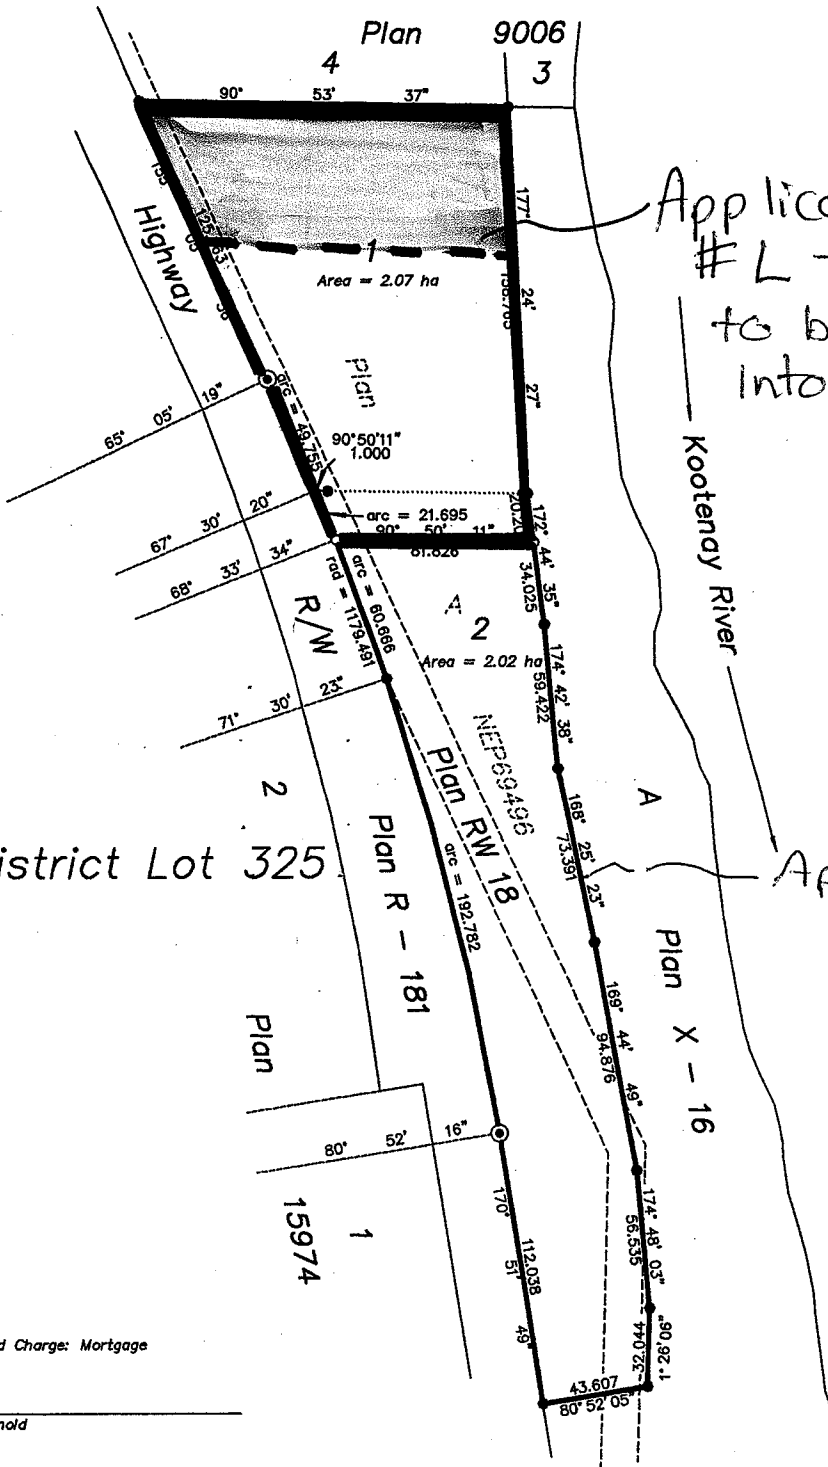 Plan 9006
4
3
90° 53' 37"
177° 24' 27"
Highway
1
Area = 2.07 ha
#L
to b
into
Plan
65° 05' 19"
arc = 49.755
90°50'11"
1.000
67° 30' 20"
arc = 21.695
90° 50' 11"
81.826
172° 44' 35"
34.025
68° 33' 34"
rad = 1179.491
arc = 60.666
R/W
A
2
Area = 2.02 ha
174° 42' 38"
59.422
Kootenay River
71° 30' 23"
NEP69496
Plan RW 18
2
A
168° 25' 23"
73.391
istrict Lot 325
Plan R - 181
arc = 192.782
Ap
Plan X - 16
169° 44' 49"
94.876
Plan
80° 52' 16"
1
15974
170° 51' 49"
112.038
174° 48' 03"
56.535
1° 26'06"
32.044
43.607
80° 52' 05"
d Charge: Mortgage
hold